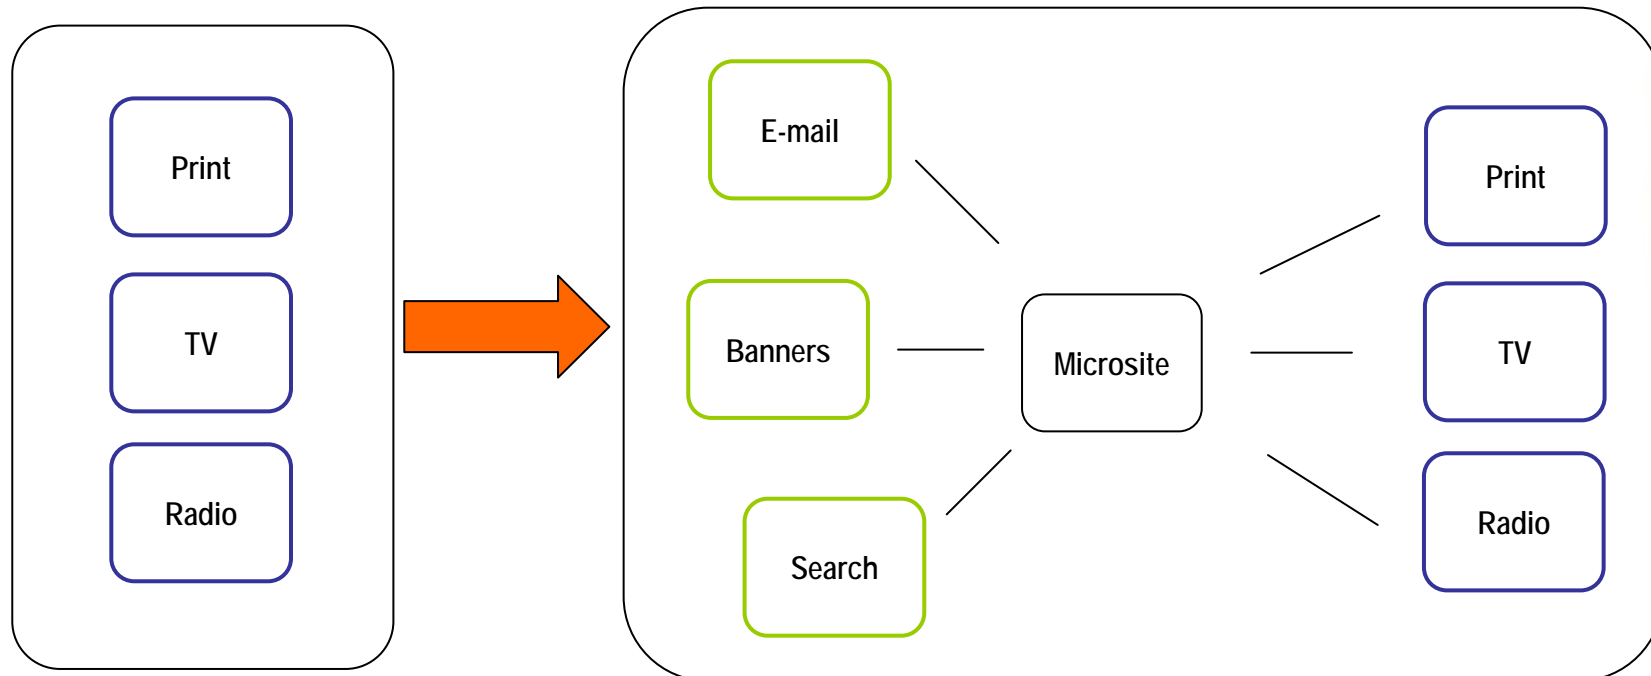 Print
TV
Radio
E-mail
Banners
Search
Microsite
Print
TV
Radio